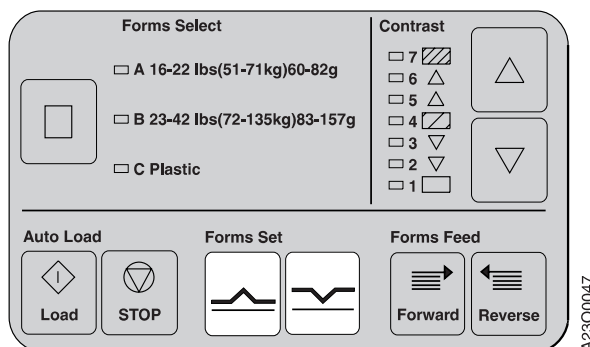 Forms Select
A 16-22 lbs(51-71kg)60-82g
B 23-42 lbs(72-135kg)83-157g
C Plastic
Contrast
7
6
5
4
3
2
1
Auto Load
Load
STOP
Forms Set
Forms Feed
Forward
Reverse
A23O0047